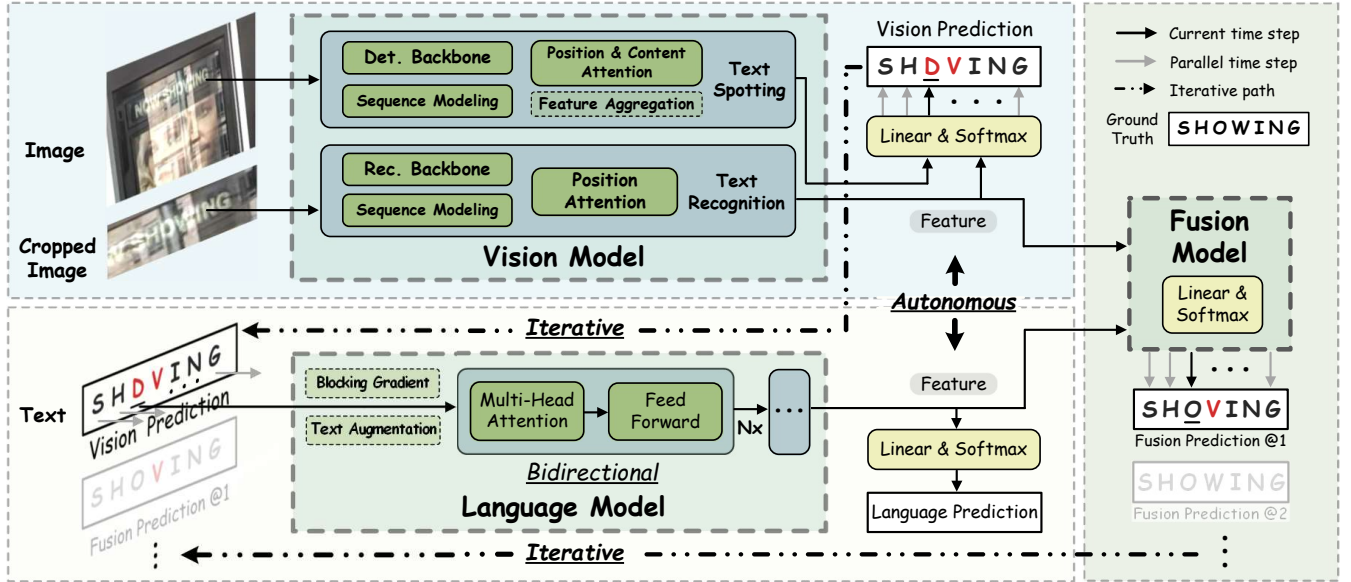 Image
Cropped
Image
NOW SHOWING
SHOWING
Det. Backbone
Sequence Modeling
Position & Content
Attention
Feature Aggregation
Text
Spotting
Rec. Backbone
Sequence Modeling
Position
Attention
Text
Recognition
Vision Model
Vision Prediction
SHDVING
Linear & Softmax
Feature
Autonomous
Iterative
Current time step
Parallel time step
Iterative path
Ground
Truth
SHOWING
Fusion
Model
Linear &
Softmax
SHOVING
Fusion Prediction @1
SHOWING
Fusion Prediction @2
Text
SHDVING
Vision Prediction
SHOVING
Fusion Prediction @1
Blocking Gradient
Text Augmentation
Multi-Head
Attention
Feed
Forward
Nx
Bidirectional
Language Model
Feature
Linear & Softmax
Language Prediction
Iterative